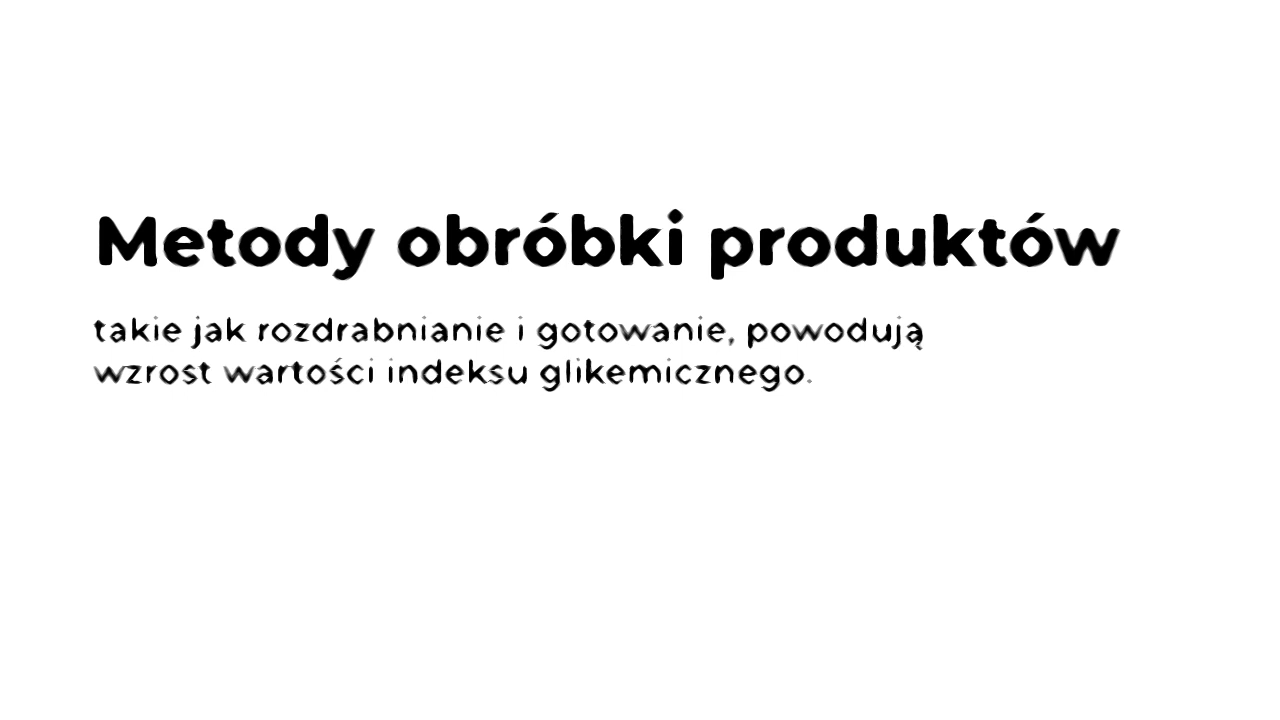 Metody obróbki produktów
takie jak rozdrabnianie i gotowanie, powodują
wzrost wartości indeksu glikemicznego.